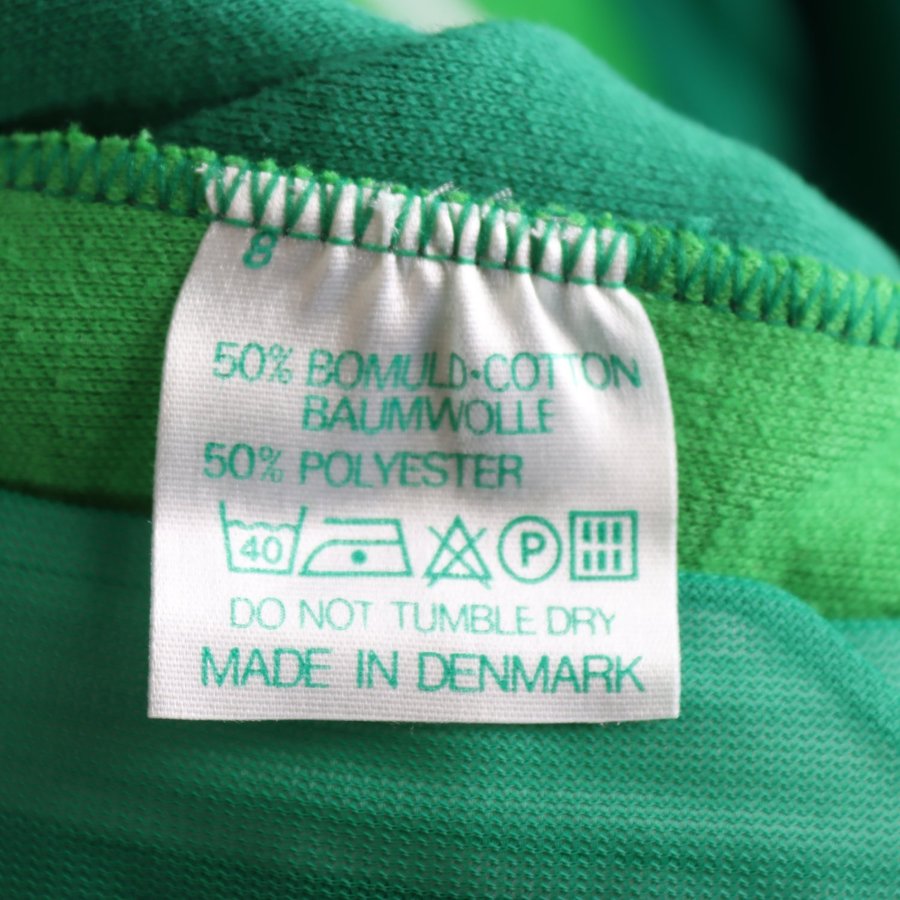 8
50% BOMULD·COTTON
BAUMWOLLE
50% POLYESTER
40 P
DO NOT TUMBLE DRY
MADE IN DENMARK